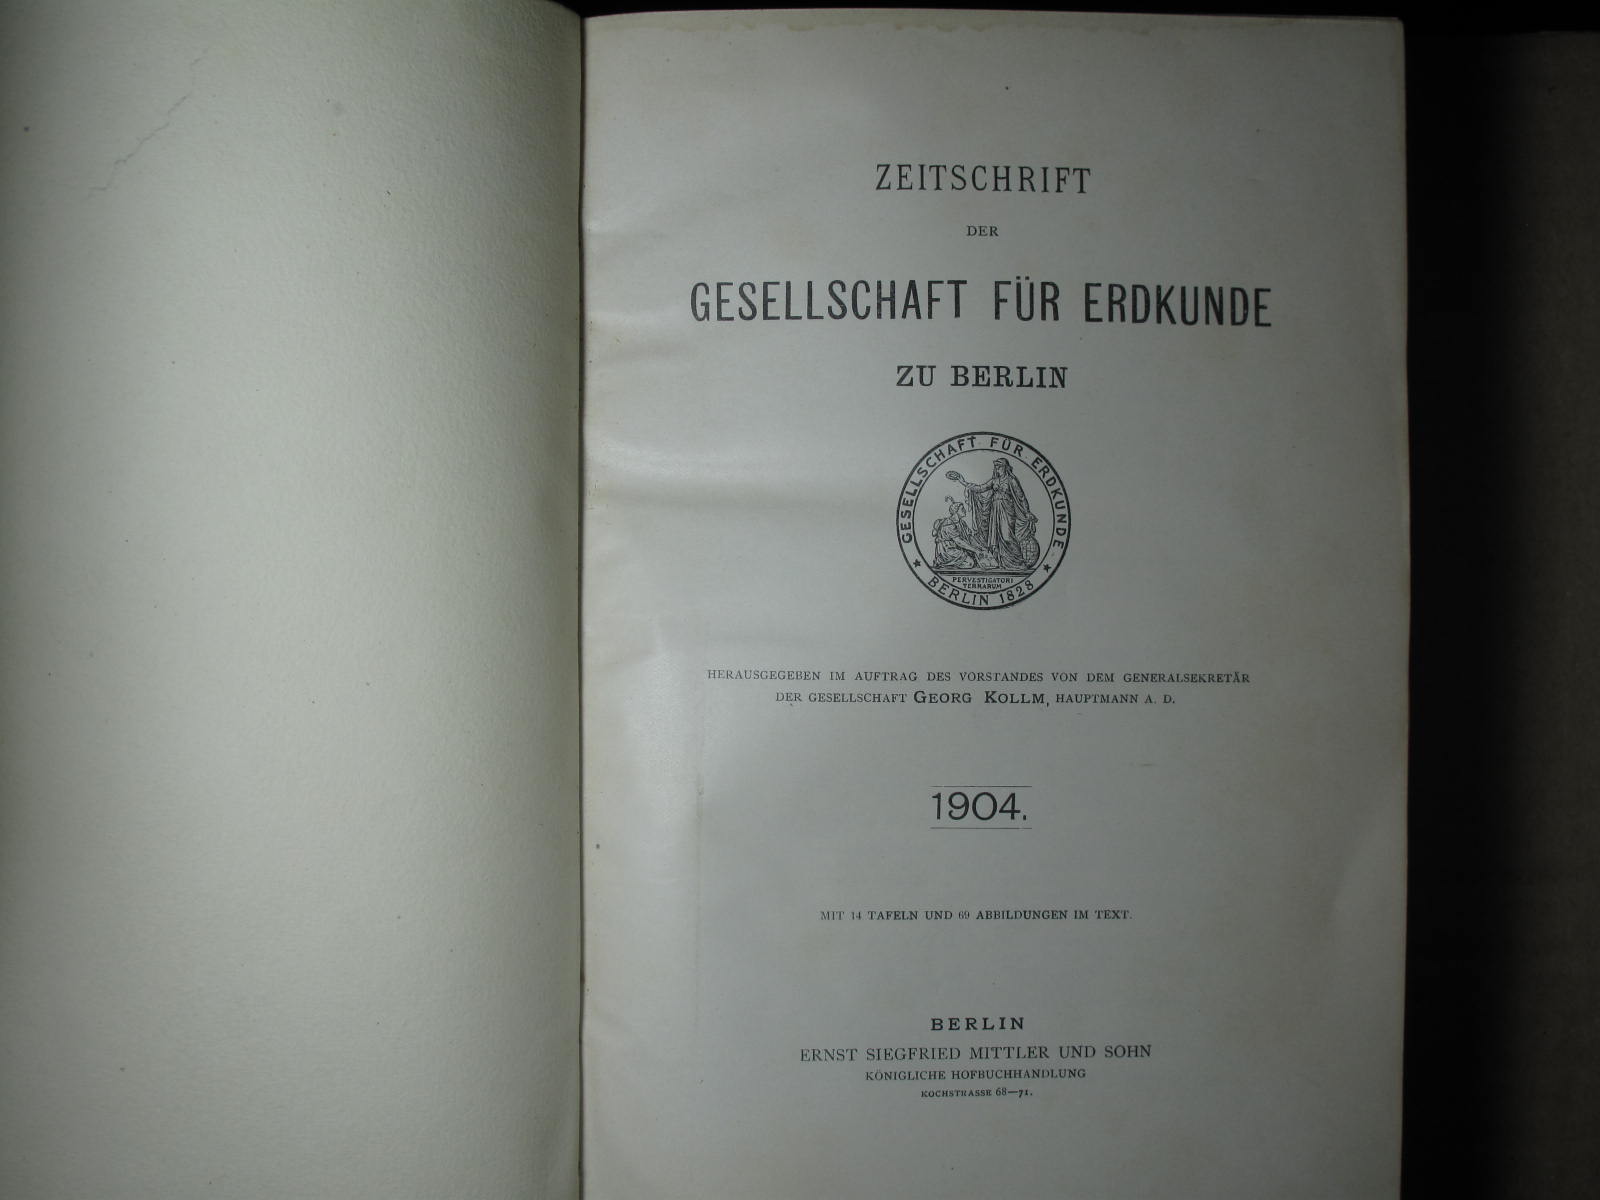 ZEITSCHRIFT
DER
GESELLSCHAFT FÜR ERDKUNDE
ZU BERLIN
GESELLSCHAFT FÜR ERDKUNDE
PERVESTIGATORI
TERRARUM
* BERLIN 1828 *
HERAUSGEGEBEN IM AUFTRAG DES VORSTANDES VON DEM GENERALSEKRETÄR
DER GESELLSCHAFT GEORG KOLLM, HAUPTMANN A. D.
1904.
MIT 14 TAFELN UND 69 ABBILDUNGEN IM TEXT.
BERLIN
ERNST SIEGFRIED MITTLER UND SOHN
KÖNIGLICHE HOFBUCHHANDLUNG
KOCHSTRASSE 68—71.